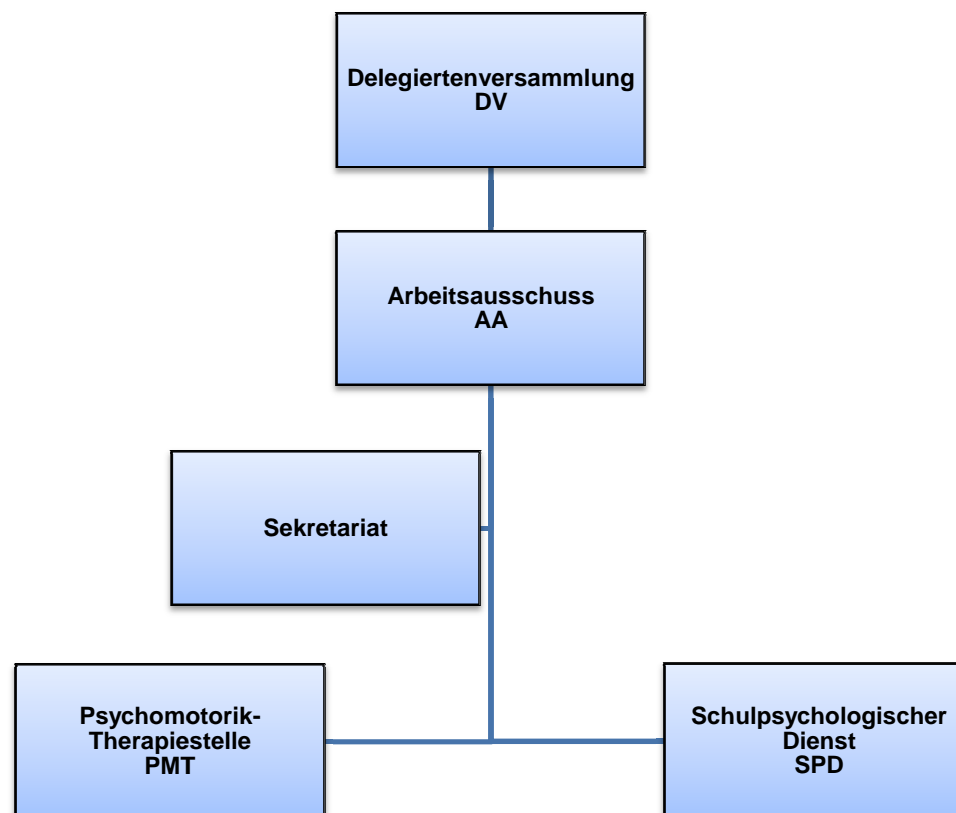 Delegiertenversammlung
DV
Arbeitsausschuss
AA
Sekretariat
Psychomotorik-
Therapiestelle
PMT
Schulpsychologischer
Dienst
SPD